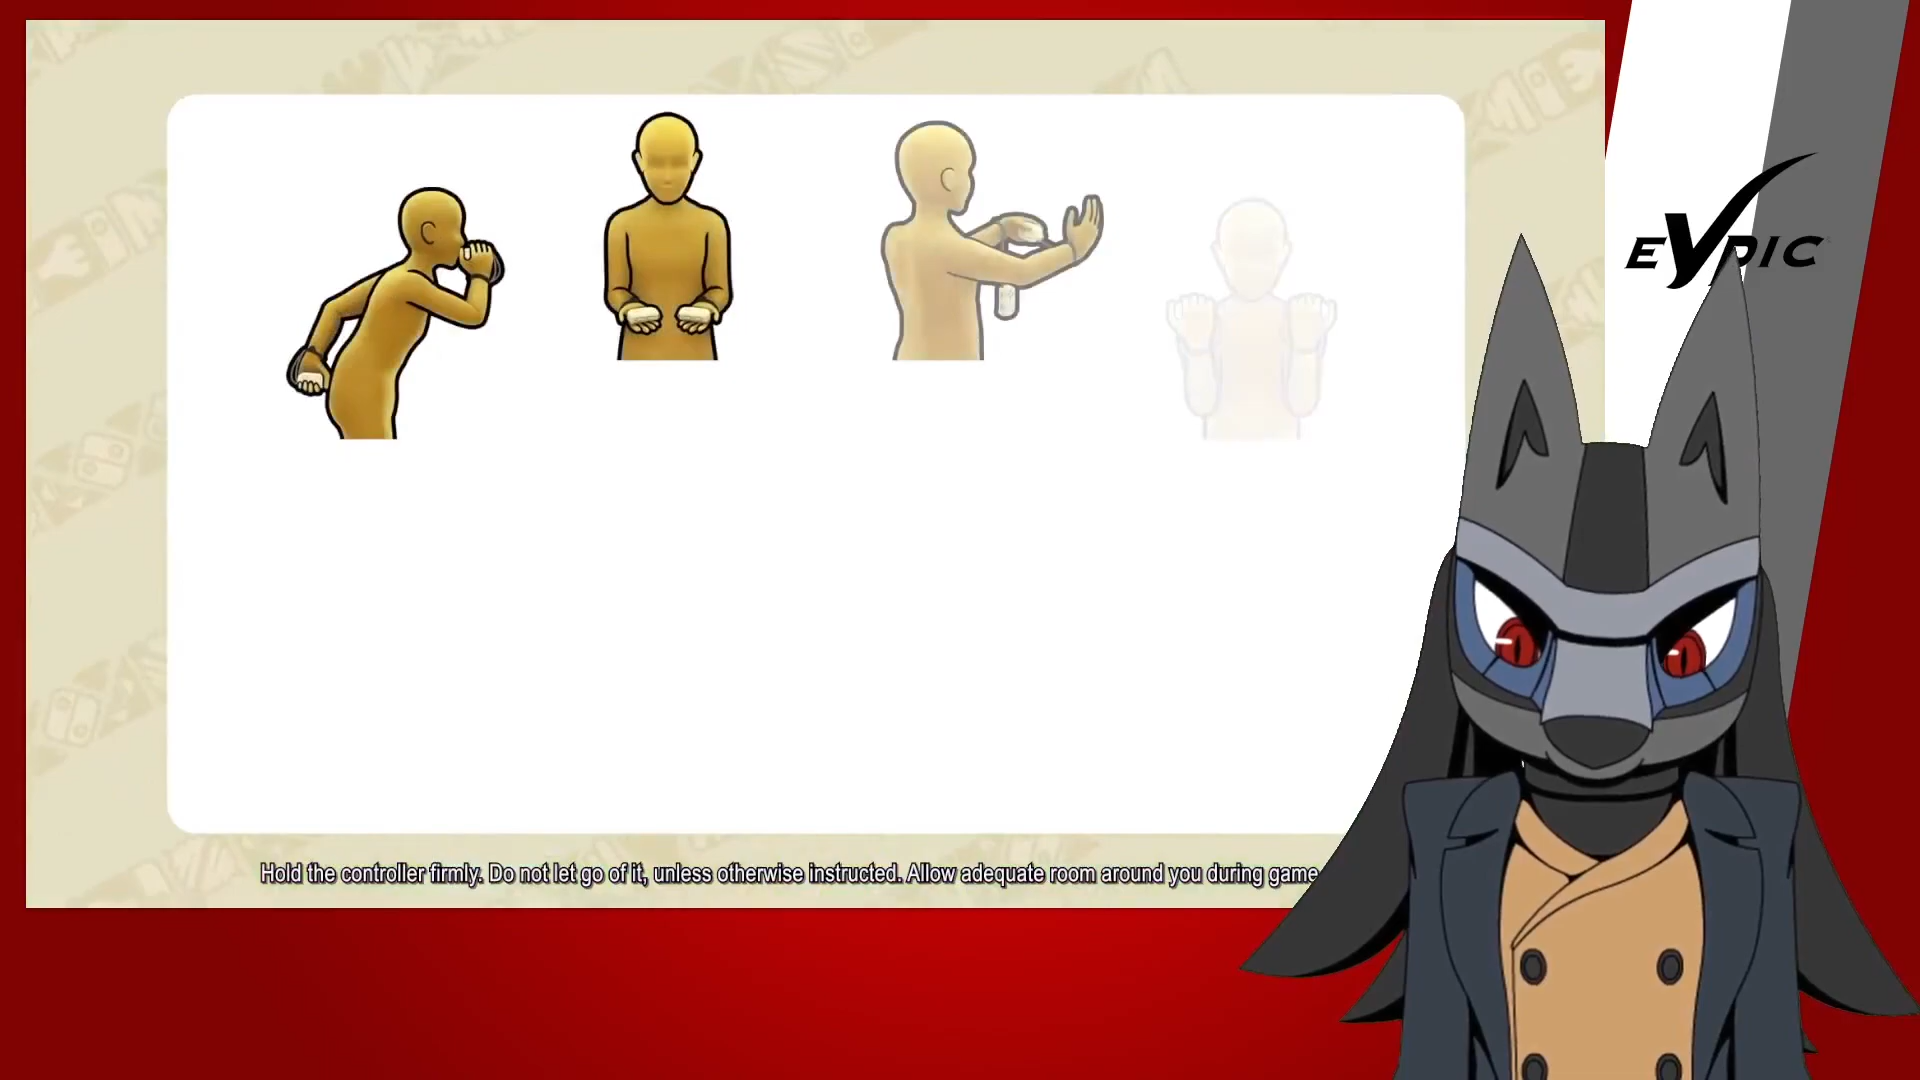 EVPIC
Hold the controller firmly. Do not let go of it, unless otherwise instructed. Allow adequate room around you during game